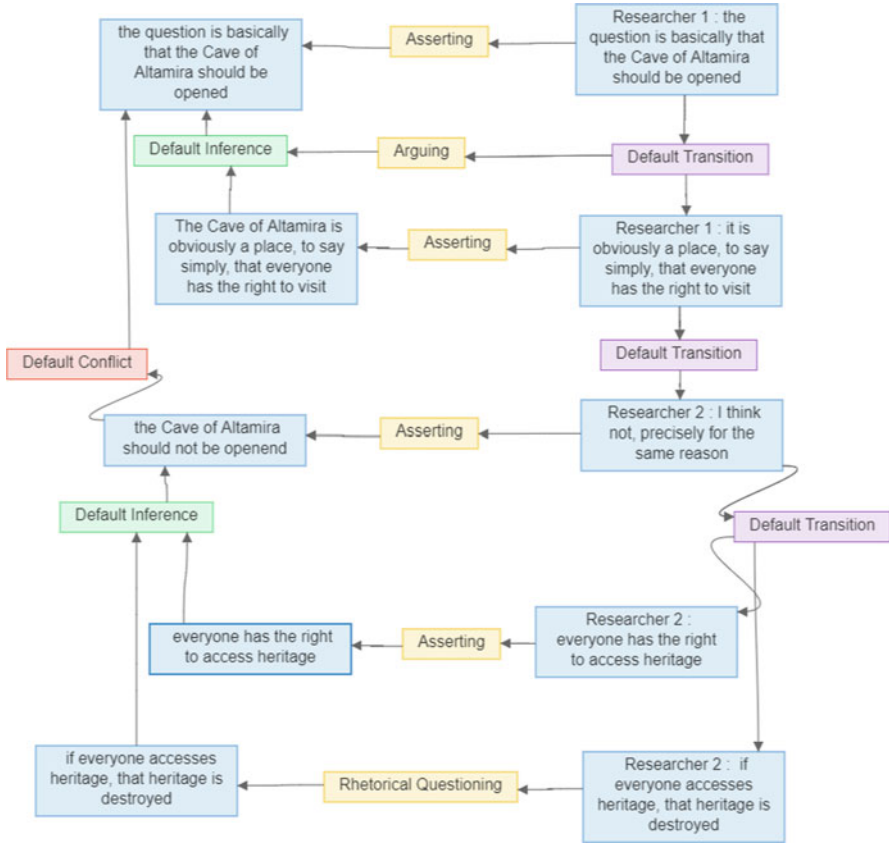 the question is basically
that the Cave of
Altamira should be
opened
Asserting
Researcher 1 : the
question is basically that
the Cave of Altamira
should be opened
Default Inference
Arguing
Default Transition
The Cave of Altamira is
obviously a place, to say
simply, that everyone
has the right to visit
Asserting
Researcher 1 : it is
obviously a place, to say
simply, that everyone
has the right to visit
Default Conflict
Default Transition
the Cave of Altamira
should not be openend
Asserting
Researcher 2 : I think
not, precisely for the
same reason
Default Inference
Default Transition
everyone has the right
to access heritage
Asserting
Researcher 2 :
everyone has the right
to access heritage
if everyone accesses
heritage, that heritage is
destroyed
Rhetorical Questioning
Researcher 2 : if
everyone accesses
heritage, that heritage is
destroyed